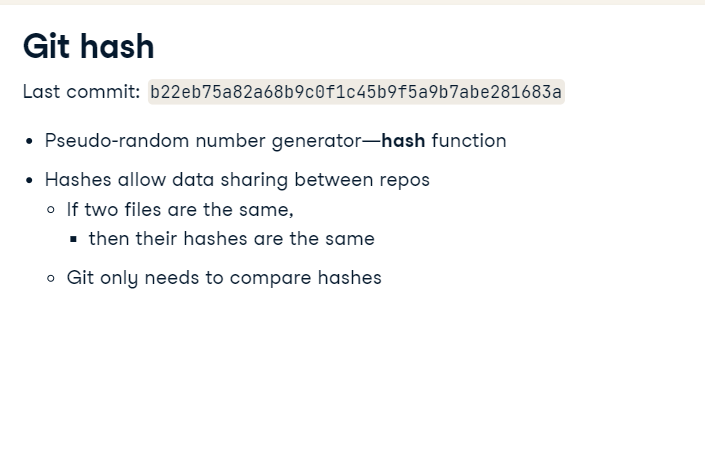 Git hash
Last commit: b22eb75a82a68b9c0f1c45b9f5a9b7abe281683a
• Pseudo-random number generator—hash function
• Hashes allow data sharing between repos
○ If two files are the same,
▪ then their hashes are the same
○ Git only needs to compare hashes